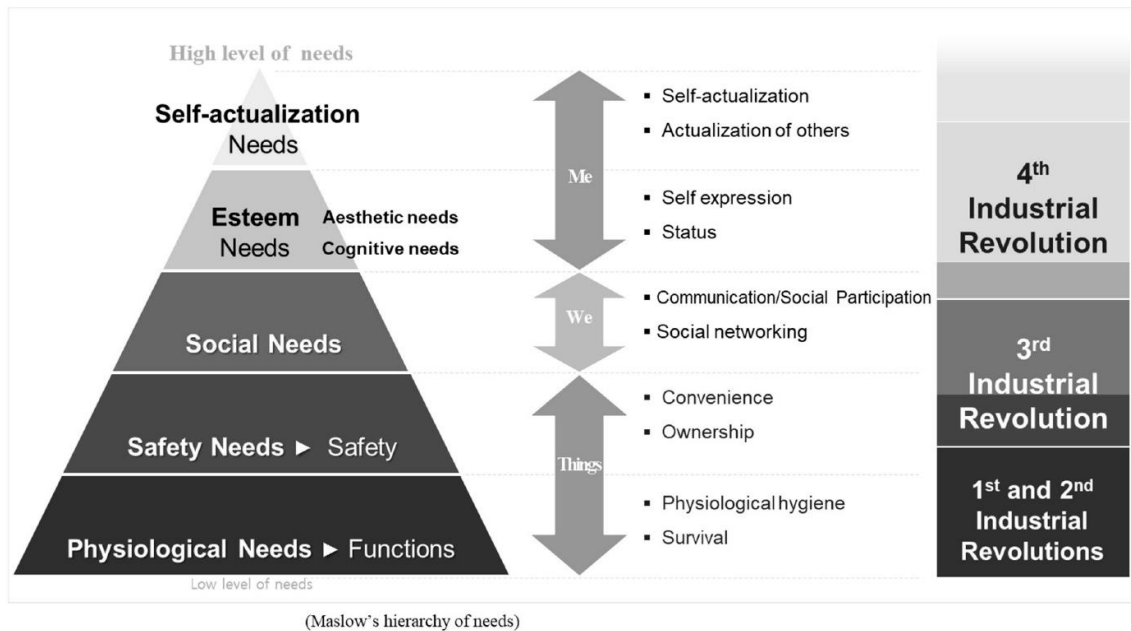 High level of needs
Self-actualization
Needs
Esteem
Needs
Aesthetic needs
Cognitive needs
Social Needs
Safety Needs ► Safety
Physiological Needs ► Functions
Low level of needs
Me
We
Things
▪ Self-actualization
▪ Actualization of others
▪ Self expression
▪ Status
▪ Communication/Social Participation
▪ Social networking
▪ Convenience
▪ Ownership
▪ Physiological hygiene
▪ Survival
4th
Industrial
Revolution
3rd
Industrial
Revolution
1st and 2nd
Industrial
Revolutions
(Maslow’s hierarchy of needs)